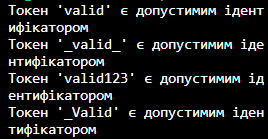 Токен 'valid' є допустимим ідент
ифікатором
Токен '_valid_' є допустимим іде
нтифікатором
Токен 'valid123' є допустимим ід
ентифікатором
Токен '_Valid' є допустимим іден
тифікатором